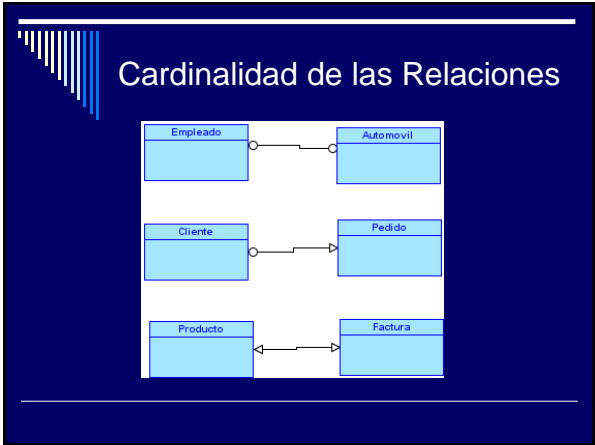 Cardinalidad de las Relaciones
Empleado
Automovil
Cliente
Pedido
Producto
Factura